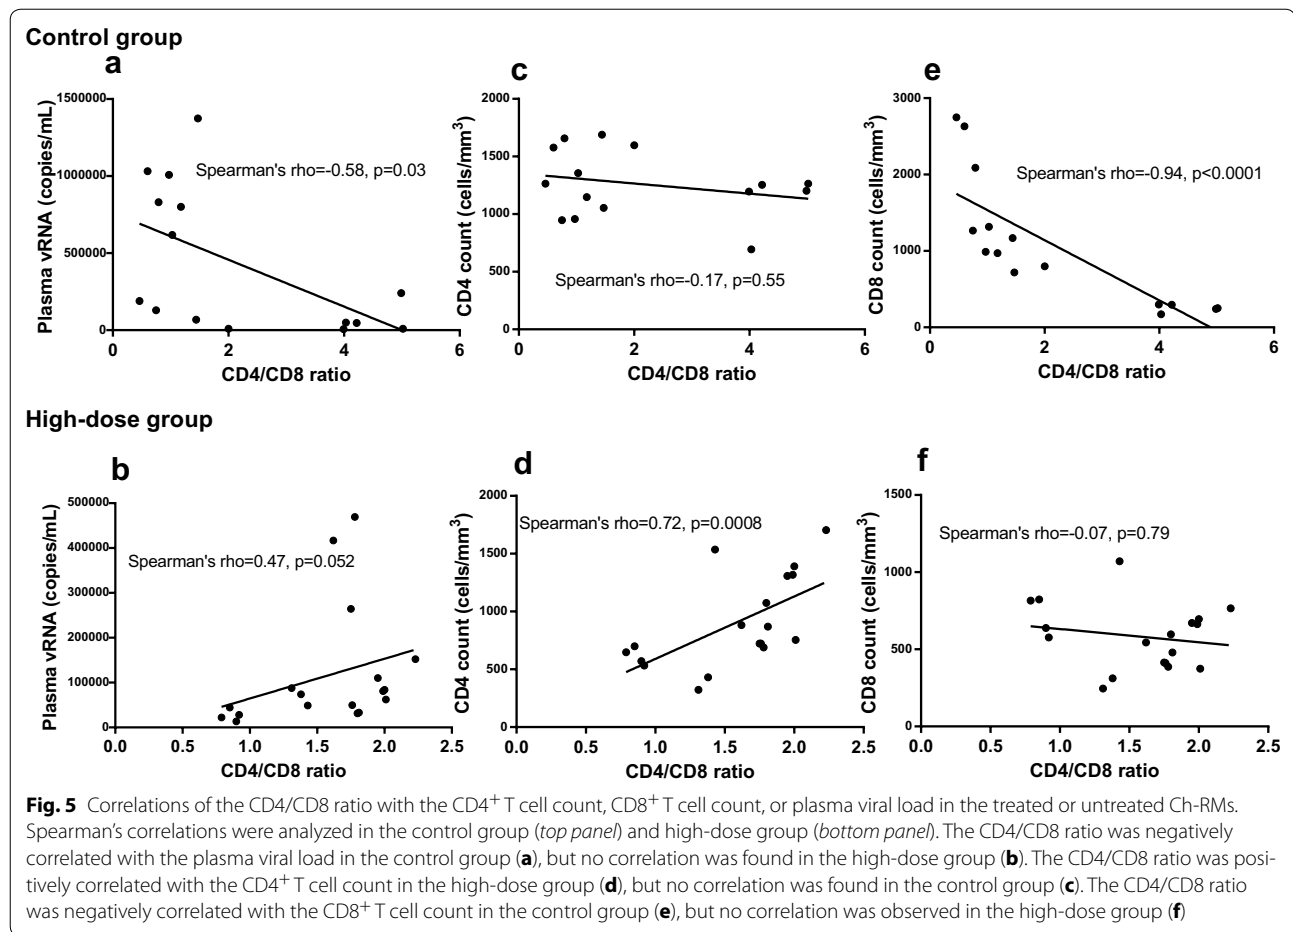 Control group
a
c
e
1500000
1000000
500000
0
0
2
4
6
Plasma vRNA (copies/mL)
CD4/CD8 ratio
Spearman's rho=-0.58, p=0.03
2000
1500
1000
500
0
0
2
4
6
CD4 count (cells/mm³)
CD4/CD8 ratio
Spearman's rho=-0.17, p=0.55
3000
2000
1000
0
0
2
4
6
CD8 count (cells/mm³)
CD4/CD8 ratio
Spearman's rho=-0.94, p<0.0001
High-dose group
b
d
f
500000
400000
300000
200000
100000
0
0.0
0.5
1.0
1.5
2.0
2.5
Plasma vRNA (copies/mL)
CD4/CD8 ratio
Spearman's rho=0.47, p=0.052
2000
1500
1000
500
0
0.0
0.5
1.0
1.5
2.0
2.5
CD4 count (cells/mm³)
CD4/CD8 ratio
Spearman's rho=0.72, p=0.0008
1500
1000
500
0
0.0
0.5
1.0
1.5
2.0
2.5
CD8 count (cells/mm³)
CD4/CD8 ratio
Spearman's rho=-0.07, p=0.79
Fig. 5 Correlations of the CD4/CD8 ratio with the CD4⁺ T cell count, CD8⁺ T cell count, or plasma viral load in the treated or untreated Ch-RMs.
Spearman's correlations were analyzed in the control group (top panel) and high-dose group (bottom panel). The CD4/CD8 ratio was negatively
correlated with the plasma viral load in the control group (a), but no correlation was found in the high-dose group (b). The CD4/CD8 ratio was posi-
tively correlated with the CD4⁺ T cell count in the high-dose group (d), but no correlation was found in the control group (c). The CD4/CD8 ratio
was negatively correlated with the CD8⁺ T cell count in the control group (e), but no correlation was observed in the high-dose group (f)